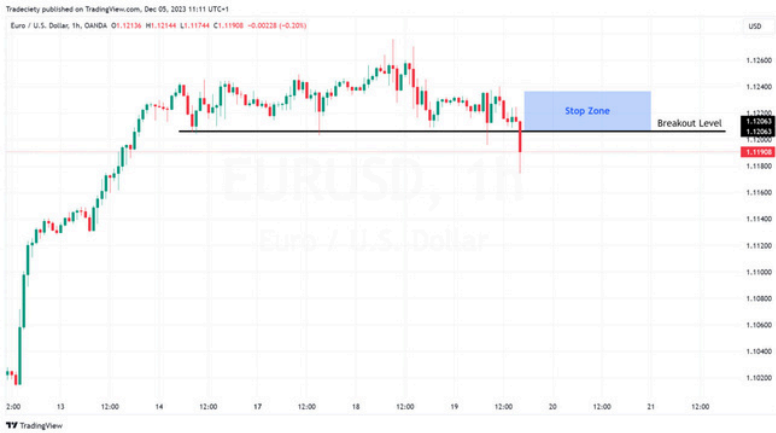 Tradeciety published on TradingView.com, Dec 05, 2023 11:11 UTC+1
Euro / U.S. Dollar, 1h, OANDA O1.12136 H1.12144 L1.11744 C1.11908 -0.00228 (-0.20%)
USD
1.12600
1.12400
1.12200
Stop Zone
Breakout Level
1.12063
1.12063
1.12000
1.11908
1.11800
EURUSD, 1h
1.11600
Euro / U.S. Dollar
1.11400
1.11200
1.11000
1.10800
1.10600
1.10400
1.10200
1.10000
2:00 13 12:00 14 12:00 17 12:00 18 12:00 19 12:00 20 12:00 21 12:00
TradingView